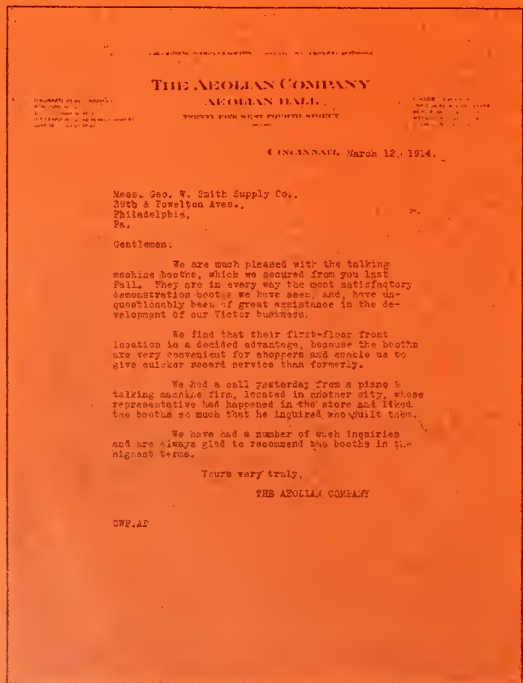 THE AEOLIAN COMPANY
AEOLIAN HALL
TWENTY FIVE WEST FOURTH STREET
CINCINNATI, March 12, 1914.
Mess. Geo. W. Smith Supply Co.,
39th & Powelton Aves.,
Philadelphia,
Pa.
Gentlemen:
We are much pleased with the talking
machine booths, which we secured from you last
Fall. They are in every way the most satisfactory
demonstration booths we have seen, and, have un-
questionably been of great assistance in the de-
velopment of our Victor business.
We find that their first-floor front
location is a decided advantage, because the booths
are very convenient for shoppers and enable us to
give quicker record service than formerly.
We had a call yesterday from a piano &
talking machine firm, located in another city, whose
representative had happened in the store and liked
the booths so much that he inquired who built them.
We have had a number of such inquiries
and are always glad to recommend the booths in the
highest terms.
Yours very truly,
THE AEOLIAN COMPANY
CWP.AP